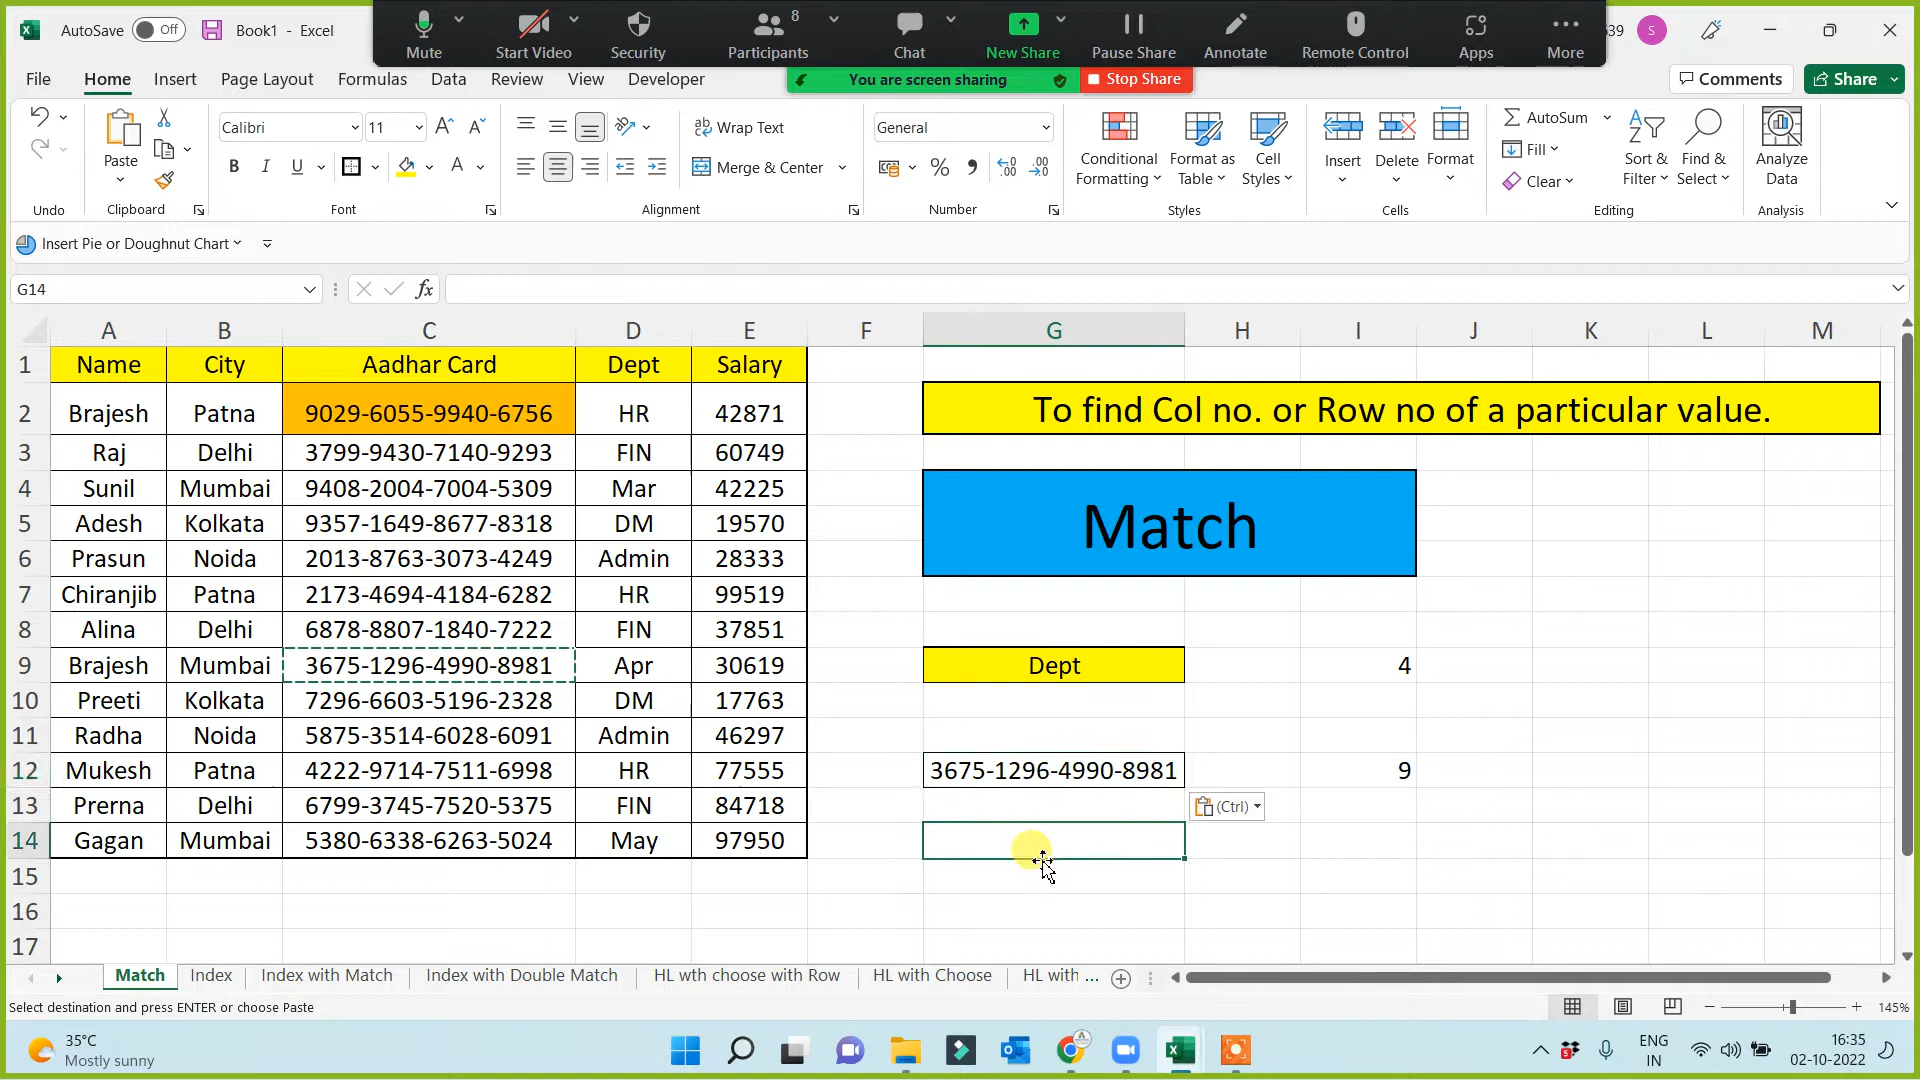 AutoSave Off Book1 - Excel
Mute Start Video Security Participants 8 Chat New Share Pause Share Annotate Remote Control Apps More
39 S
You are screen sharing Stop Share
File Home Insert Page Layout Formulas Data Review View Developer Comments Share
Calibri 11 Wrap Text General
Paste B I U A Merge & Center % Conditional Formatting Format as Table Cell Styles Insert Delete Format AutoSum Fill Clear Sort & Filter Find & Select Analyze Data
Undo Clipboard Font Alignment Number Styles Cells Editing Analysis
Insert Pie or Doughnut Chart
G14 fx
A B C D E F G H I J K L M
1 Name City Aadhar Card Dept Salary
2 Brajesh Patna 9029-6055-9940-6756 HR 42871 To find Col no. or Row no of a particular value.
3 Raj Delhi 3799-9430-7140-9293 FIN 60749
4 Sunil Mumbai 9408-2004-7004-5309 Mar 42225
5 Adesh Kolkata 9357-1649-8677-8318 DM 19570 Match
6 Prasun Noida 2013-8763-3073-4249 Admin 28333
7 Chiranjib Patna 2173-4694-4184-6282 HR 99519
8 Alina Delhi 6878-8807-1840-7222 FIN 37851
9 Brajesh Mumbai 3675-1296-4990-8981 Apr 30619 Dept 4
10 Preeti Kolkata 7296-6603-5196-2328 DM 17763
11 Radha Noida 5875-3514-6028-6091 Admin 46297
12 Mukesh Patna 4222-9714-7511-6998 HR 77555 3675-1296-4990-8981 9
13 Prerna Delhi 6799-3745-7520-5375 FIN 84718 (Ctrl)
14 Gagan Mumbai 5380-6338-6263-5024 May 97950
15
16
17
Match Index Index with Match Index with Double Match HL wth choose with Row HL with Choose HL with ...
Select destination and press ENTER or choose Paste 145%
35°C
Mostly sunny
ENG
IN
16:35
02-10-2022